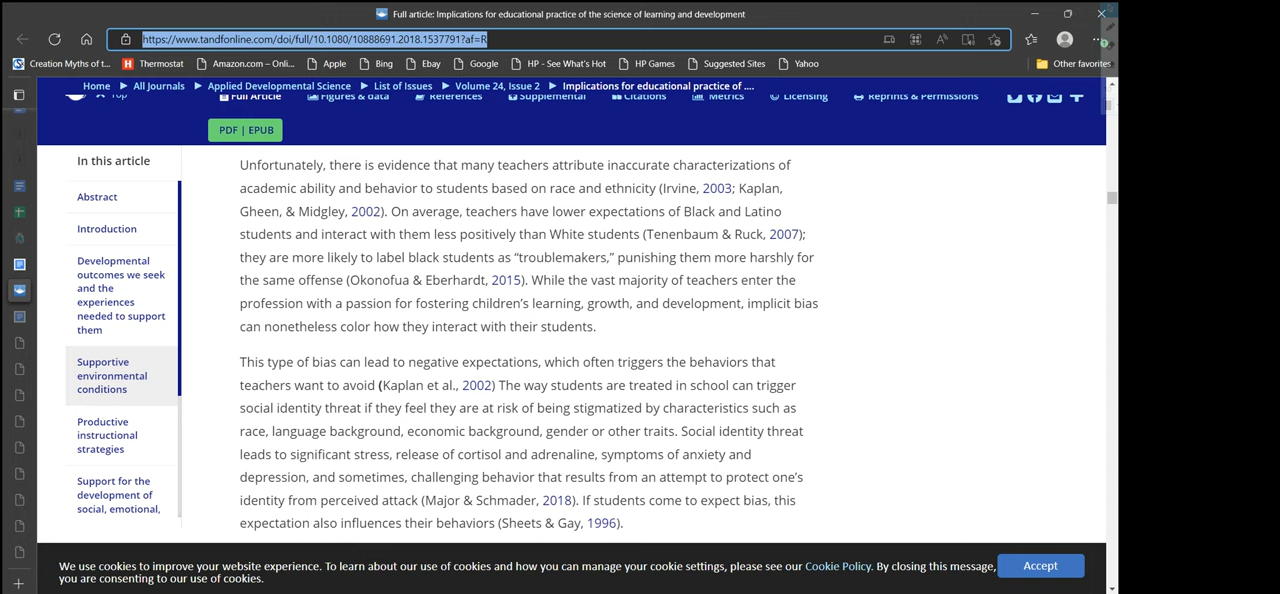 Full article: Implications for educational practice of the science of learning and development
https://www.tandfonline.com/doi/full/10.1080/10888691.2018.1537791?af=R
Creation Myths of t...
Thermostat
Amazon.com – Onli...
Apple
Bing
Ebay
Google
HP - See What's Hot
HP Games
Suggested Sites
Yahoo
Other favorites
Home ▶ All Journals ▶ Applied Developmental Science ▶ List of Issues ▶ Volume 24, Issue 2 ▶ Implications for educational practice of ....
Top
Full Article
Figures & data
References
Supplemental
Citations
Metrics
Licensing
Reprints & Permissions
PDF | EPUB
In this article
Abstract
Introduction
Developmental
outcomes we seek
and the
experiences
needed to support
them
Supportive
environmental
conditions
Productive
instructional
strategies
Support for the
development of
social, emotional,
Unfortunately, there is evidence that many teachers attribute inaccurate characterizations of
academic ability and behavior to students based on race and ethnicity (Irvine, 2003; Kaplan,
Gheen, & Midgley, 2002). On average, teachers have lower expectations of Black and Latino
students and interact with them less positively than White students (Tenenbaum & Ruck, 2007);
they are more likely to label black students as “troublemakers,” punishing them more harshly for
the same offense (Okonofua & Eberhardt, 2015). While the vast majority of teachers enter the
profession with a passion for fostering children’s learning, growth, and development, implicit bias
can nonetheless color how they interact with their students.
This type of bias can lead to negative expectations, which often triggers the behaviors that
teachers want to avoid (Kaplan et al., 2002) The way students are treated in school can trigger
social identity threat if they feel they are at risk of being stigmatized by characteristics such as
race, language background, economic background, gender or other traits. Social identity threat
leads to significant stress, release of cortisol and adrenaline, symptoms of anxiety and
depression, and sometimes, challenging behavior that results from an attempt to protect one’s
identity from perceived attack (Major & Schmader, 2018). If students come to expect bias, this
expectation also influences their behaviors (Sheets & Gay, 1996).
We use cookies to improve your website experience. To learn about our use of cookies and how you can manage your cookie settings, please see our Cookie Policy. By closing this message,
you are consenting to our use of cookies.
Accept